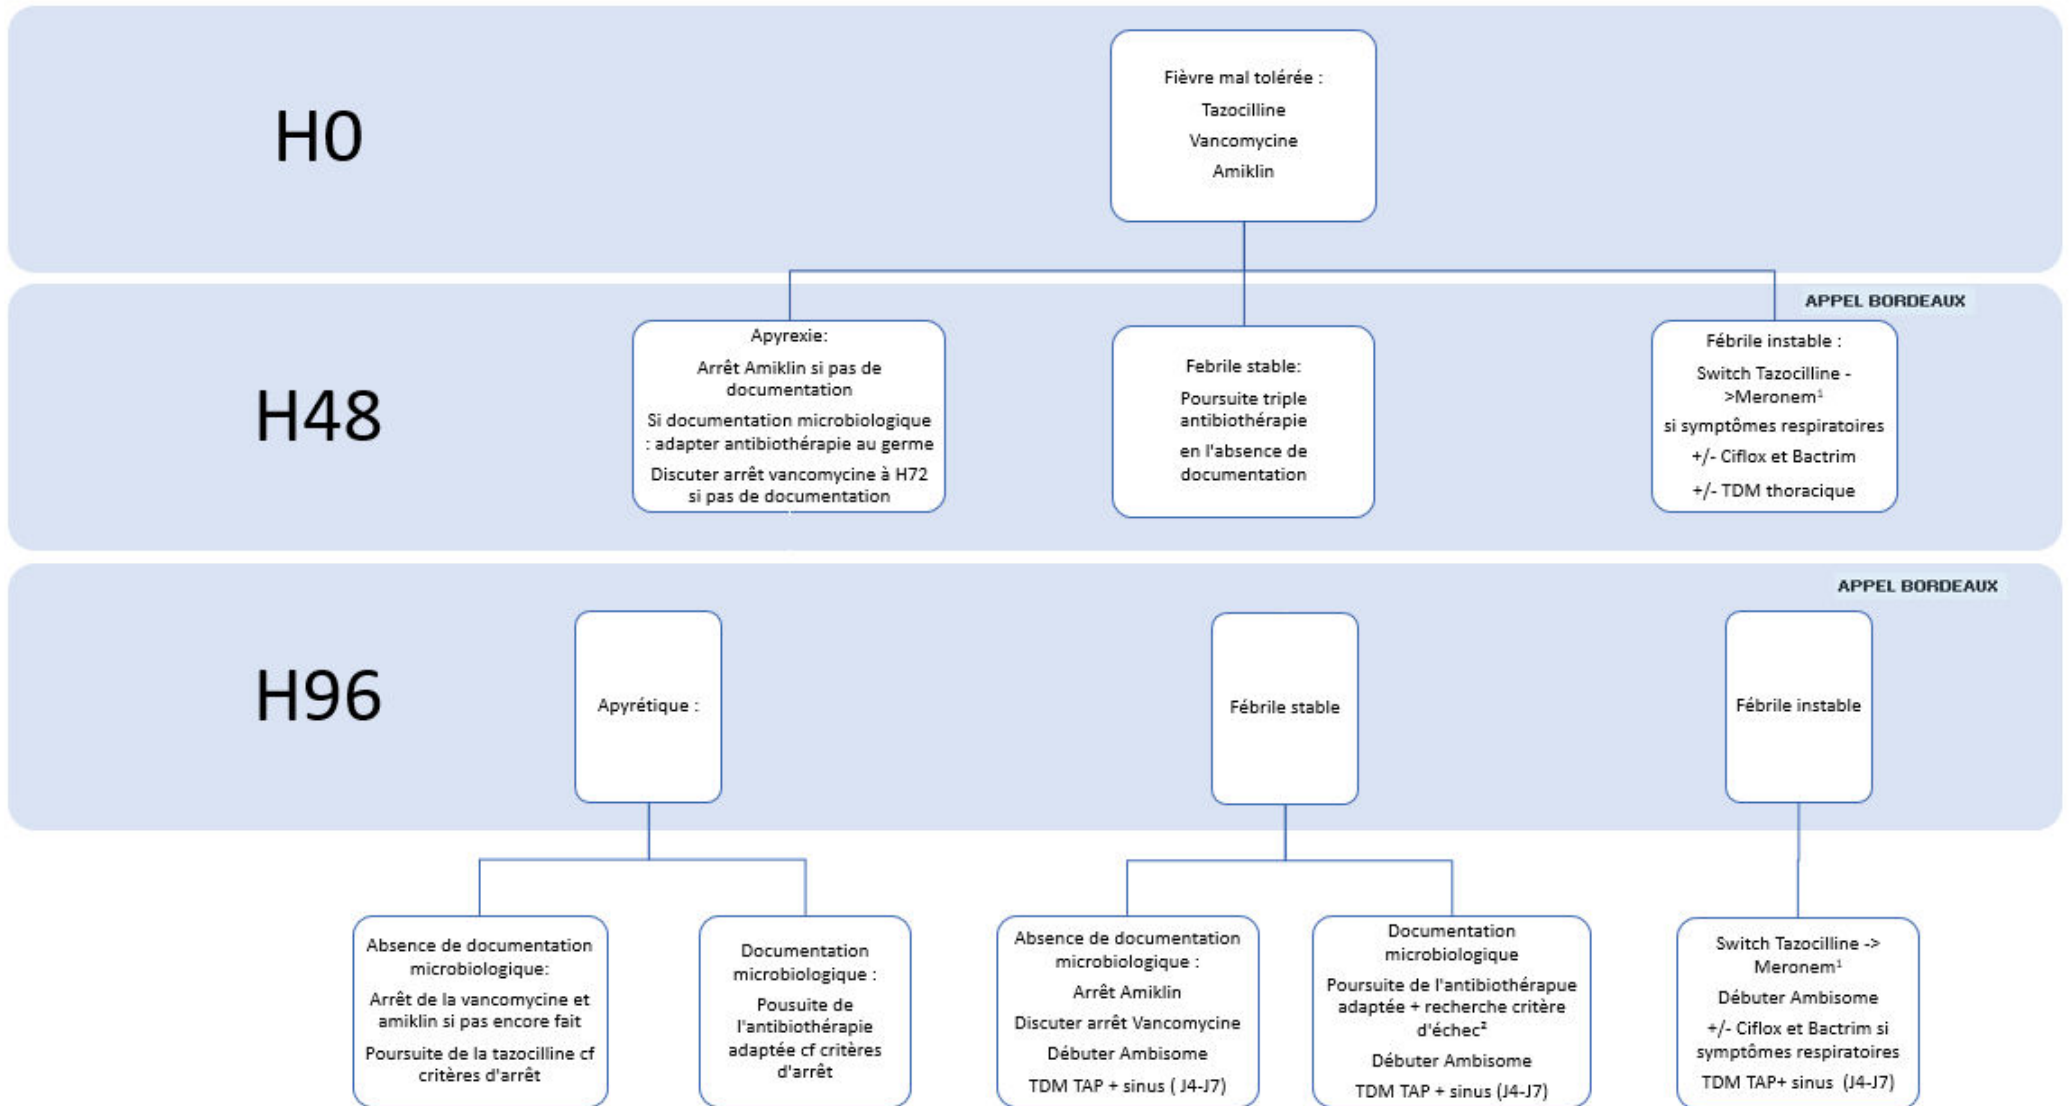 H0
Fièvre mal tolérée :
Tazocilline
Vancomycine
Amiklin
H48
APPEL BORDEAUX
Apyrexie:
Arrêt Amiklin si pas de
documentation
Si documentation microbiologique
: adapter antibiothérapie au germe
Discuter arrêt vancomycine à H72
si pas de documentation
Febrile stable:
Poursuite triple
antibiothérapie
en l'absence de
documentation
Fébrile instable :
Switch Tazocilline -
>Meronem¹
si symptômes respiratoires
+/- Ciflox et Bactrim
+/- TDM thoracique
H96
APPEL BORDEAUX
Apyrétique :
Fébrile stable
Fébrile instable
Absence de documentation
microbiologique:
Arrêt de la vancomycine et
amiklin si pas encore fait
Poursuite de la tazocilline cf
critères d'arrêt
Documentation
microbiologique :
Pousuite de
l'antibiothérapie
adaptée cf critères
d'arrêt
Absence de documentation
microbiologique :
Arrêt Amiklin
Discuter arrêt Vancomycine
Débuter Ambisome
TDM TAP + sinus ( J4-J7)
Documentation
microbiologique
Poursuite de l'antibiothérapue
adaptée + recherche critère
d'échec²
Débuter Ambisome
TDM TAP + sinus (J4-J7)
Switch Tazocilline ->
Meronem¹
Débuter Ambisome
+/- Ciflox et Bactrim si
symptômes respiratoires
TDM TAP+ sinus (J4-J7)